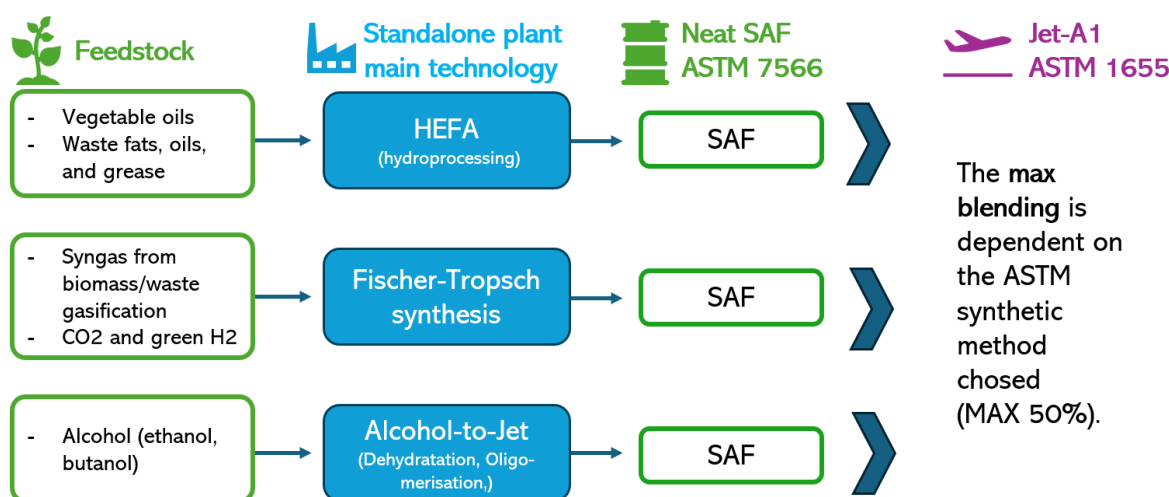 Feedstock
Standalone plant
main technology
Neat SAF
ASTM 7566
Jet-A1
ASTM 1655
- Vegetable oils
- Waste fats, oils,
and grease
HEFA
(hydroprocessing)
SAF
- Syngas from
biomass/waste
gasification
- CO2 and green H2
Fischer-Tropsch
synthesis
SAF
- Alcohol (ethanol,
butanol)
Alcohol-to-Jet
(Dehydratation, Oligo-
merisation,)
SAF
The max
blending is
dependent on
the ASTM
synthetic
method
chosed
(MAX 50%).